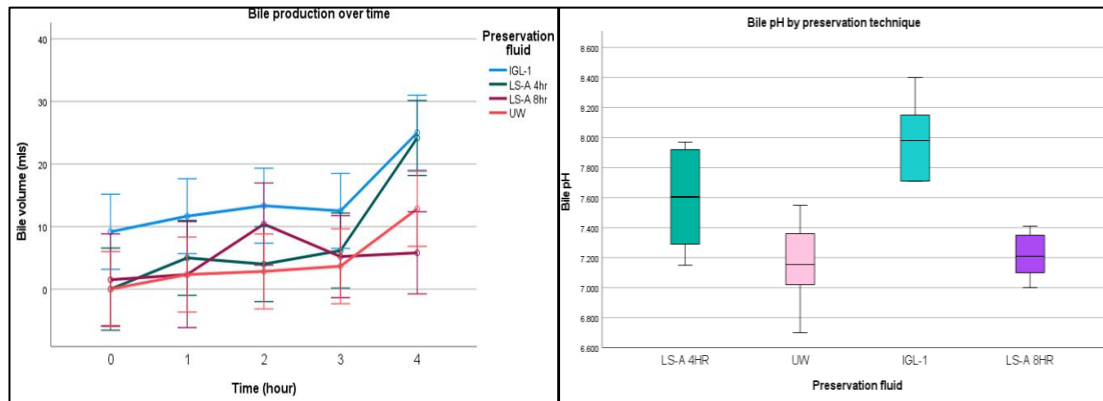 Bile production over time
40
30
20
10
0
Bile volume (mls)
0 1 2 3 4
Time (hour)
Preservation
fluid
IGL-1
LS-A 4hr
LS-A 8hr
UW
Bile pH by preservation technique
8.600
8.400
8.200
8.000
7.800
7.600
7.400
7.200
7.000
6.800
6.600
Bile pH
LS-A 4HR UW IGL-1 LS-A 8HR
Preservation fluid